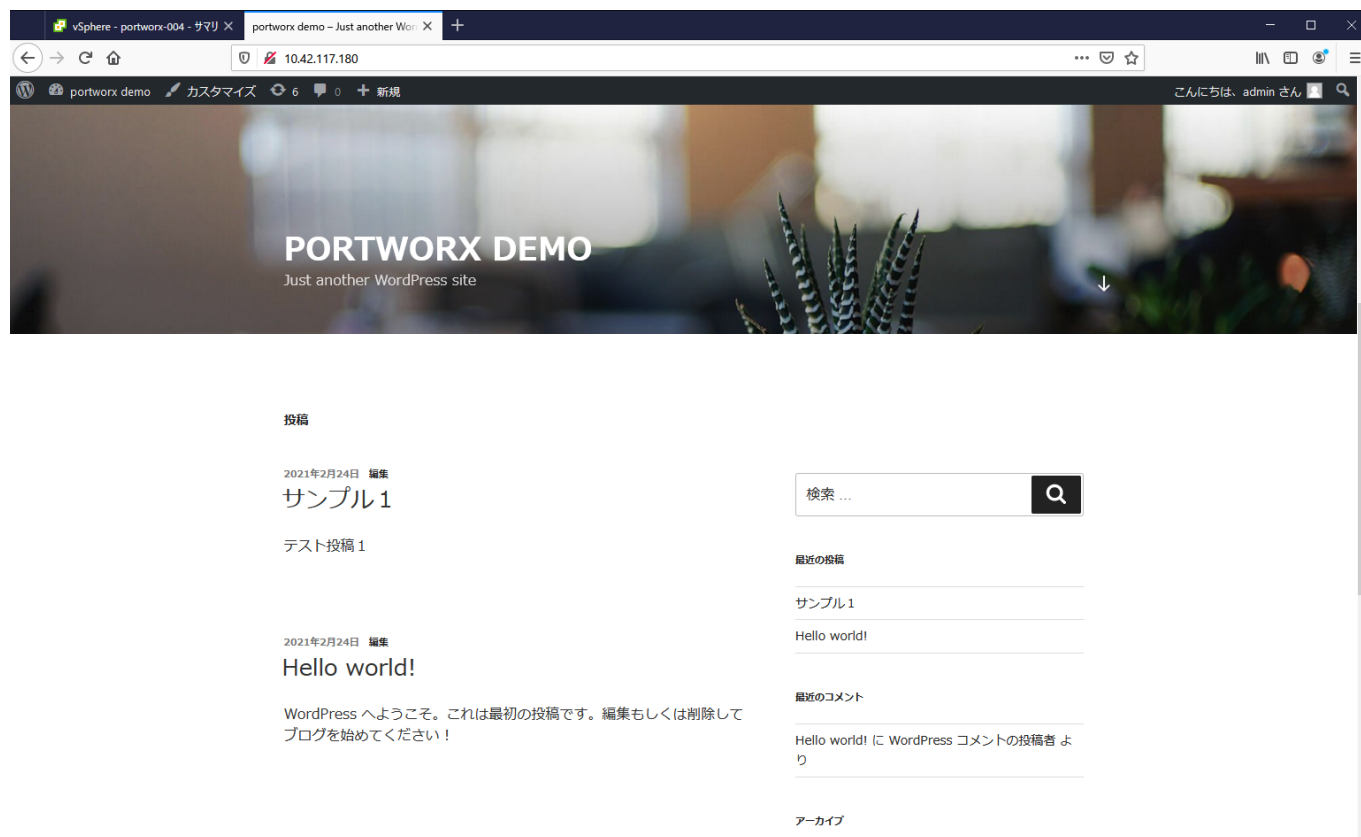 vSphere - portworx-004 - サマリ
portworx demo – Just another Wor
10.42.117.180
portworx demo カスタマイズ 6 0 新規 こんにちは、admin さん
PORTWORX DEMO
Just another WordPress site
投稿
2021年2月24日 編集
サンプル１
テスト投稿１
2021年2月24日 編集
Hello world!
WordPress へようこそ。これは最初の投稿です。編集もしくは削除して
ブログを始めてください！
検索 …
最近の投稿
サンプル１
Hello world!
最近のコメント
Hello world! に WordPress コメントの投稿者 よ
り
アーカイブ